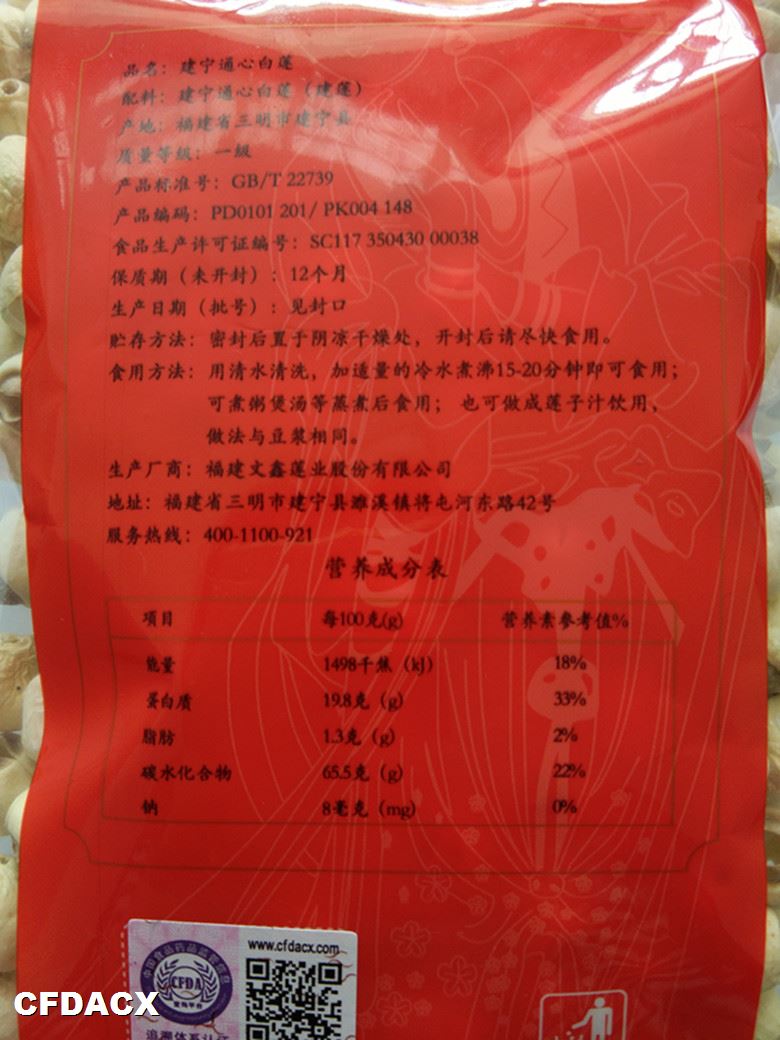 品名：建宁通心白莲
配料：建宁通心白莲（建莲）
产地：福建省三明市建宁县
质量等级：一级
产品标准号：GB/T 22739
产品编码：PD0101 201/ PK004 148
食品生产许可证编号：SC117 350430 00038
保质期（未开封）：12个月
生产日期（批号）：见封口
贮存方法：密封后置于阴凉干燥处，开封后请尽快食用。
食用方法：用清水清洗，加适量的冷水煮沸15-20分钟即可食用；
可煮粥煲汤等蒸煮后食用； 也可做成莲子汁饮用，
做法与豆浆相同。
生产厂商：福建文鑫莲业股份有限公司
地址：福建省三明市建宁县濉溪镇将屯河东路42号
服务热线：400-1100-921
营养成分表
项目 每100克(g) 营养素参考值%
能量 1498千焦（kJ） 18%
蛋白质 19.8克（g） 33%
脂肪 1.3克（g） 2%
碳水化合物 65.5克（g） 22%
钠 8毫克（mg） 0%
www.cfdacx.com
CFDA
CFDACX